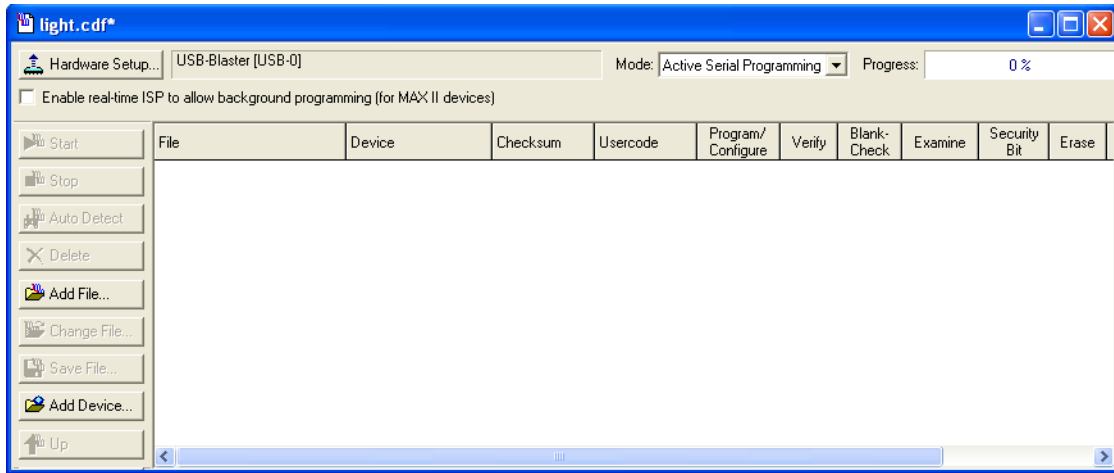 light.cdf*
Hardware Setup... USB-Blaster [USB-0] Mode: Active Serial Programming Progress: 0 %
Enable real-time ISP to allow background programming (for MAX II devices)
File Device Checksum Usercode Program/ Configure Verify Blank- Check Examine Security Bit Erase
Start
Stop
Auto Detect
Delete
Add File...
Change File...
Save File...
Add Device...
Up